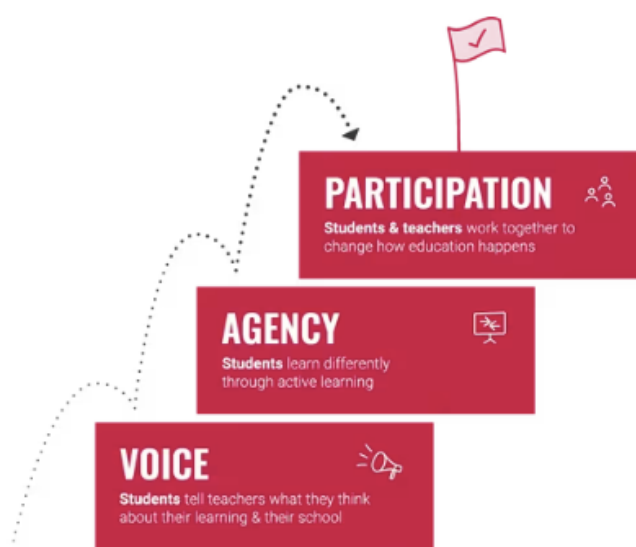 PARTICIPATION
Students & teachers work together to
change how education happens
AGENCY
Students learn differently
through active learning
VOICE
Students tell teachers what they think
about their learning & their school